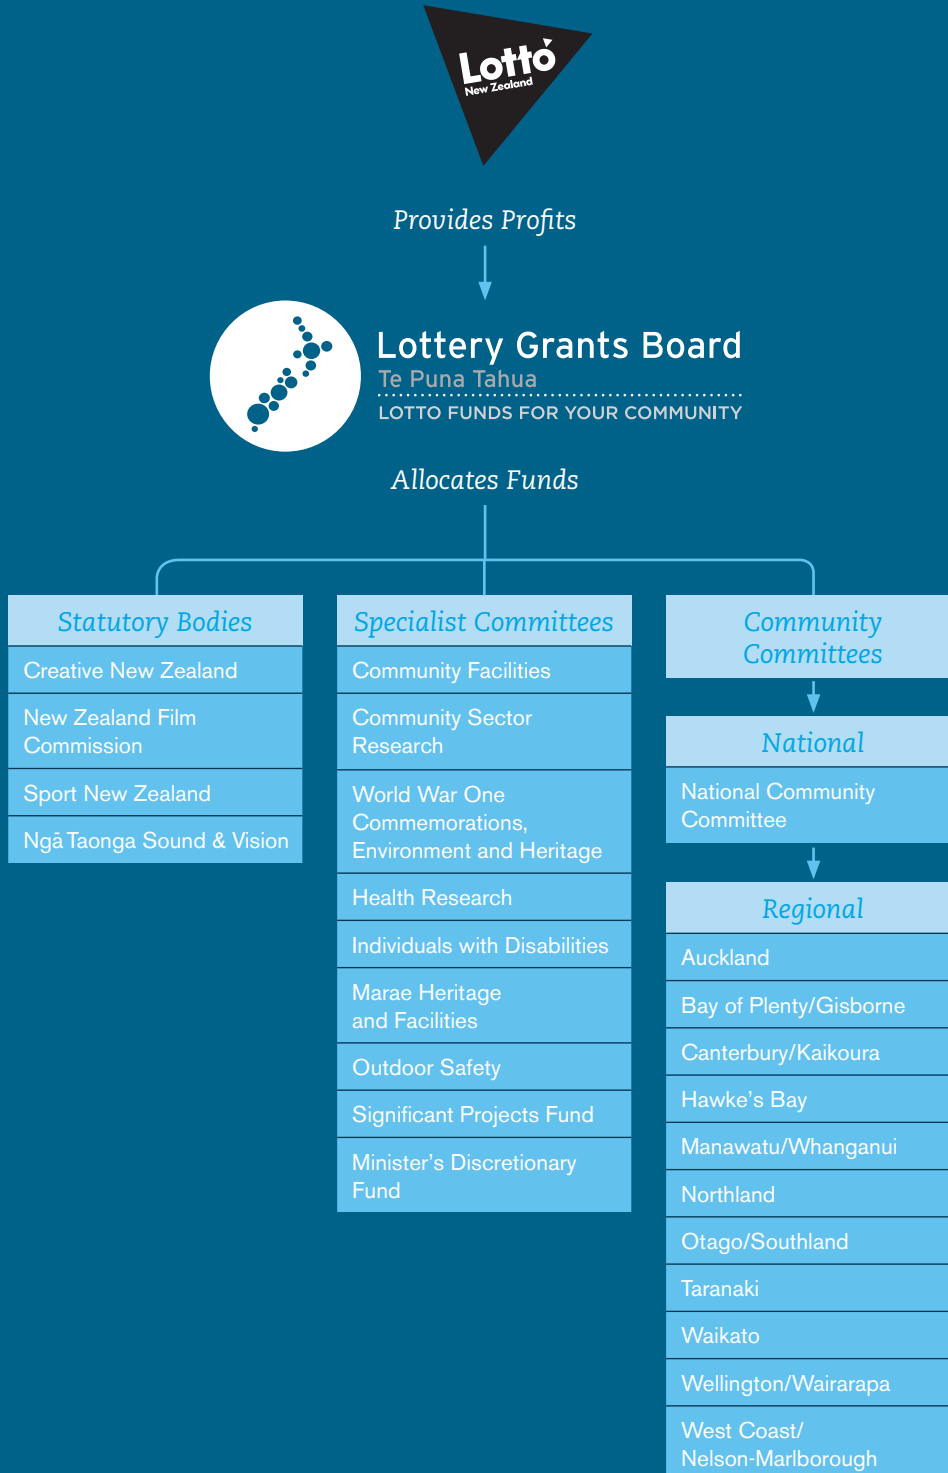 Lotto
New Zealand
Provides Profits
Lottery Grants Board
Te Puna Tahua
LOTTO FUNDS FOR YOUR COMMUNITY
Allocates Funds
Statutory Bodies
Creative New Zealand
New Zealand Film
Commission
Sport New Zealand
Ngā Taonga Sound & Vision
Specialist Committees
Community Facilities
Community Sector
Research
World War One
Commemorations,
Environment and Heritage
Health Research
Individuals with Disabilities
Marae Heritage
and Facilities
Outdoor Safety
Significant Projects Fund
Minister's Discretionary
Fund
Community
Committees
National
National Community
Committee
Regional
Auckland
Bay of Plenty/Gisborne
Canterbury/Kaikoura
Hawke's Bay
Manawatu/Whanganui
Northland
Otago/Southland
Taranaki
Waikato
Wellington/Wairarapa
West Coast/
Nelson-Marlborough